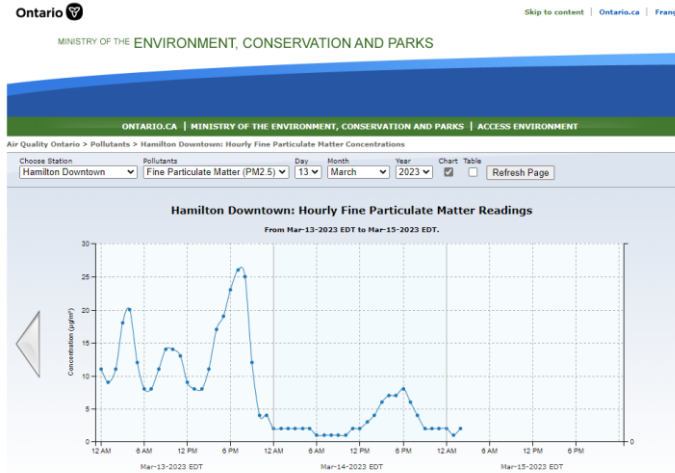 Ontario
Skip to content | Ontario.ca |
MINISTRY OF THE ENVIRONMENT, CONSERVATION AND PARKS
ONTARIO.CA | MINISTRY OF THE ENVIRONMENT, CONSERVATION AND PARKS | ACCESS ENVIRONMENT
Air Quality Ontario > Pollutants > Hamilton Downtown: Hourly Fine Particulate Matter Concentrations
Choose Station Pollutants Day Month Year Chart Table
Hamilton Downtown Fine Particulate Matter (PM2.5) 13 March 2023 Refresh Page
Hamilton Downtown: Hourly Fine Particulate Matter Readings
From Mar-13-2023 EDT to Mar-15-2023 EDT.
30
25
20
15
10
5
0 0
Concentration (µg/m³)
12 AM 6 AM 12 PM 6 PM 12 AM 6 AM 12 PM 6 PM 12 AM 6 AM 12 PM 6 PM
Mar-13-2023 EDT Mar-14-2023 EDT Mar-15-2023 EDT